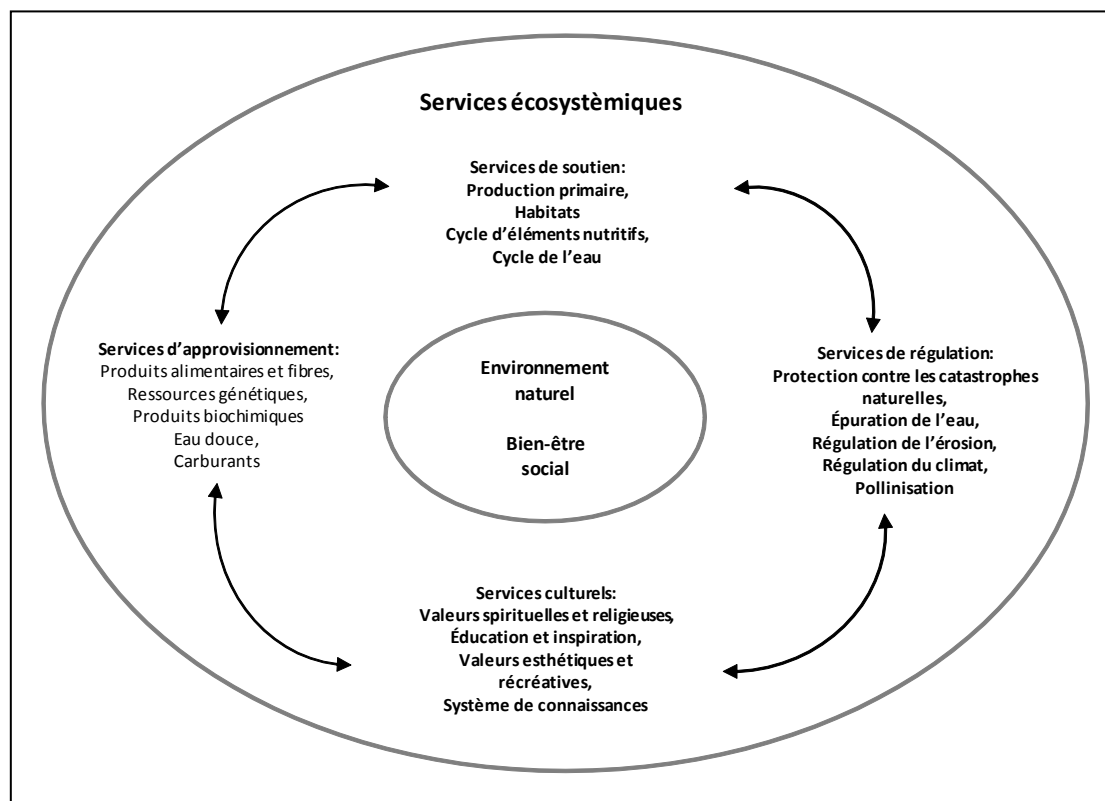 Services écosystèmiques
Services de soutien:
Production primaire,
Habitats
Cycle d'éléments nutritifs,
Cycle de l'eau
Services d'approvisionnement:
Produits alimentaires et fibres,
Ressources génétiques,
Produits biochimiques
Eau douce,
Carburants
Environnement
naturel
Bien-être
social
Services de régulation:
Protection contre les catastrophes
naturelles,
Épuration de l'eau,
Régulation de l'érosion,
Régulation du climat,
Pollinisation
Services culturels:
Valeurs spirituelles et religieuses,
Éducation et inspiration,
Valeurs esthétiques et
récréatives,
Système de connaissances